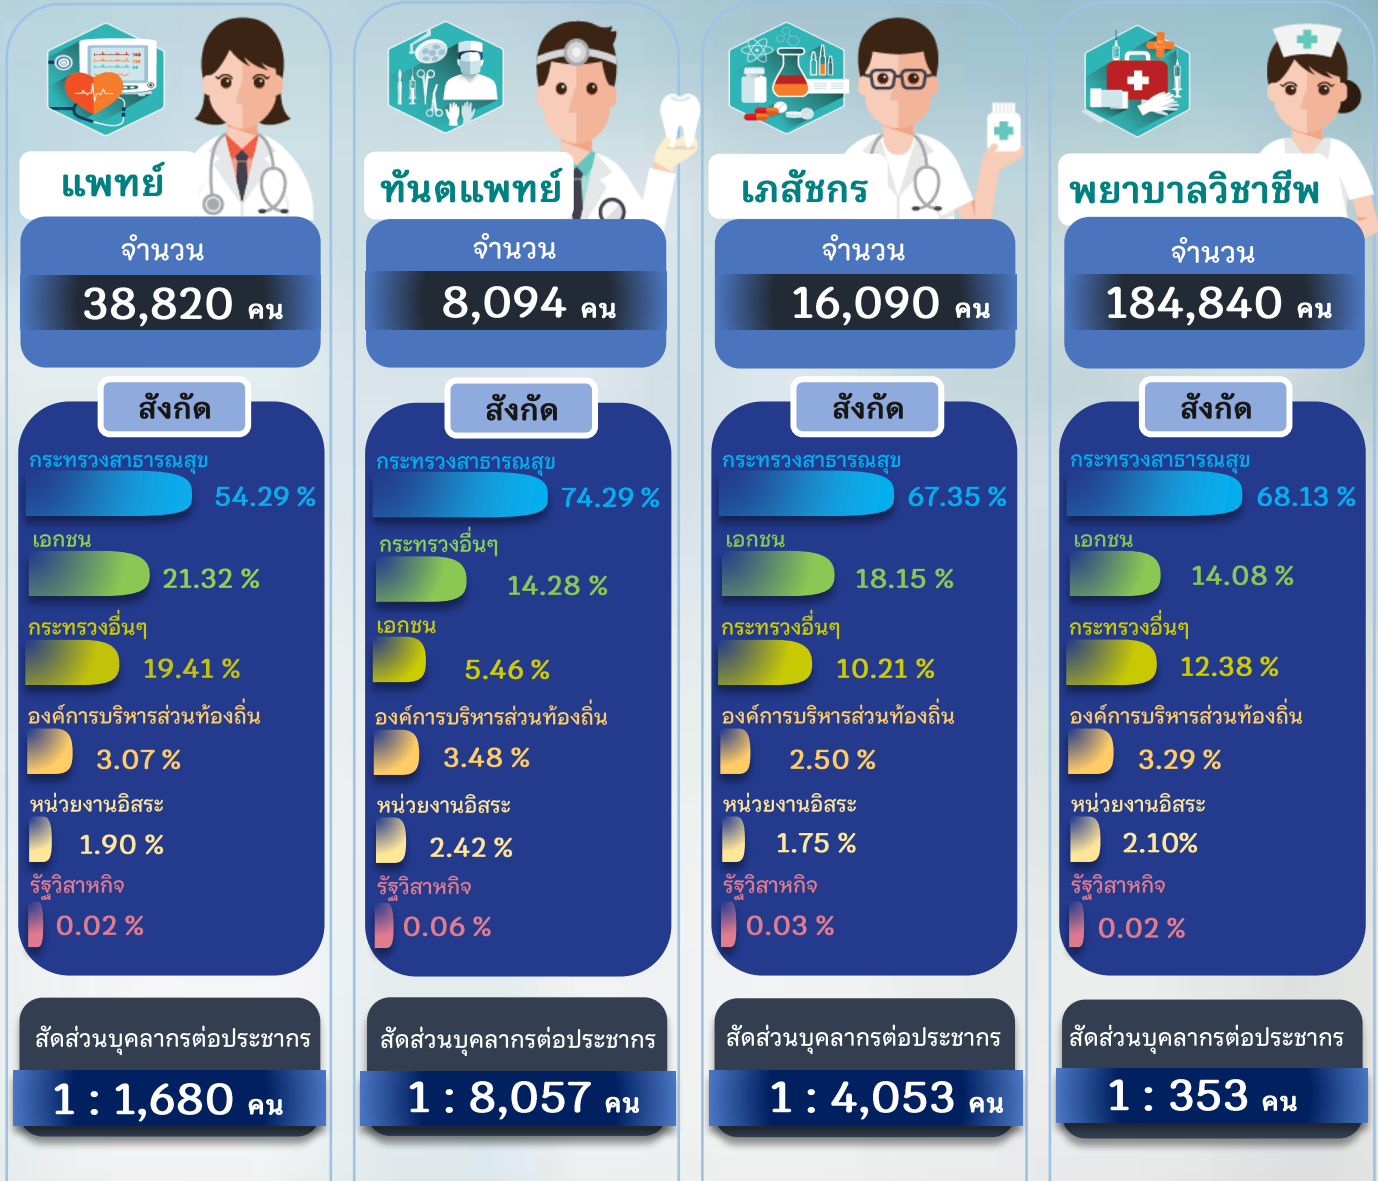 แพทย์
จำนวน
38,820 คน
สังกัด
กระทรวงสาธารณสุข
54.29 %
เอกชน
21.32 %
กระทรวงอื่นๆ
19.41 %
องค์การบริหารส่วนท้องถิ่น
3.07 %
หน่วยงานอิสระ
1.90 %
รัฐวิสาหกิจ
0.02 %
สัดส่วนบุคลากรต่อประชากร
1 : 1,680 คน
ทันตแพทย์
จำนวน
8,094 คน
สังกัด
กระทรวงสาธารณสุข
74.29 %
กระทรวงอื่นๆ
14.28 %
เอกชน
5.46 %
องค์การบริหารส่วนท้องถิ่น
3.48 %
หน่วยงานอิสระ
2.42 %
รัฐวิสาหกิจ
0.06 %
สัดส่วนบุคลากรต่อประชากร
1 : 8,057 คน
เภสัชกร
จำนวน
16,090 คน
สังกัด
กระทรวงสาธารณสุข
67.35 %
เอกชน
18.15 %
กระทรวงอื่นๆ
10.21 %
องค์การบริหารส่วนท้องถิ่น
2.50 %
หน่วยงานอิสระ
1.75 %
รัฐวิสาหกิจ
0.03 %
สัดส่วนบุคลากรต่อประชากร
1 : 4,053 คน
พยาบาลวิชาชีพ
จำนวน
184,840 คน
สังกัด
กระทรวงสาธารณสุข
68.13 %
เอกชน
14.08 %
กระทรวงอื่นๆ
12.38 %
องค์การบริหารส่วนท้องถิ่น
3.29 %
หน่วยงานอิสระ
2.10%
รัฐวิสาหกิจ
0.02 %
สัดส่วนบุคลากรต่อประชากร
1 : 353 คน